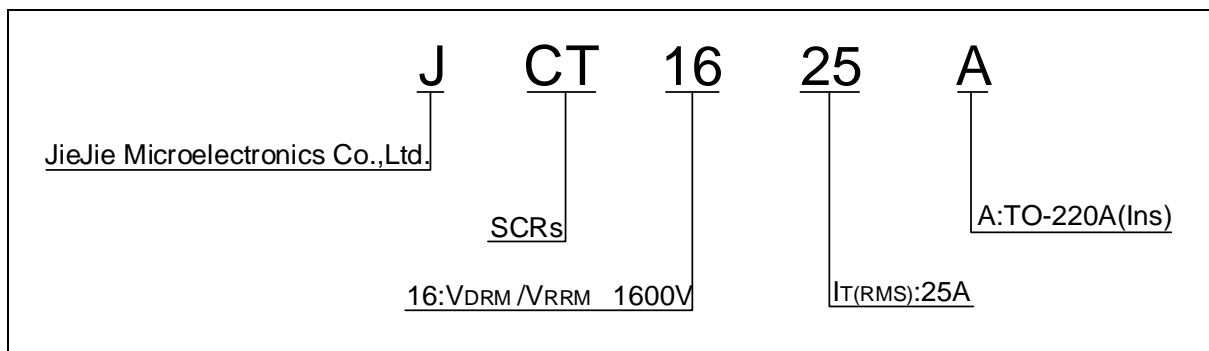 J CT 16 25 A
JieJie Microelectronics Co.,Ltd.
SCRs
A:TO-220A(Ins)
16:VDRM/VRRM 1600V
IT(RMS):25A